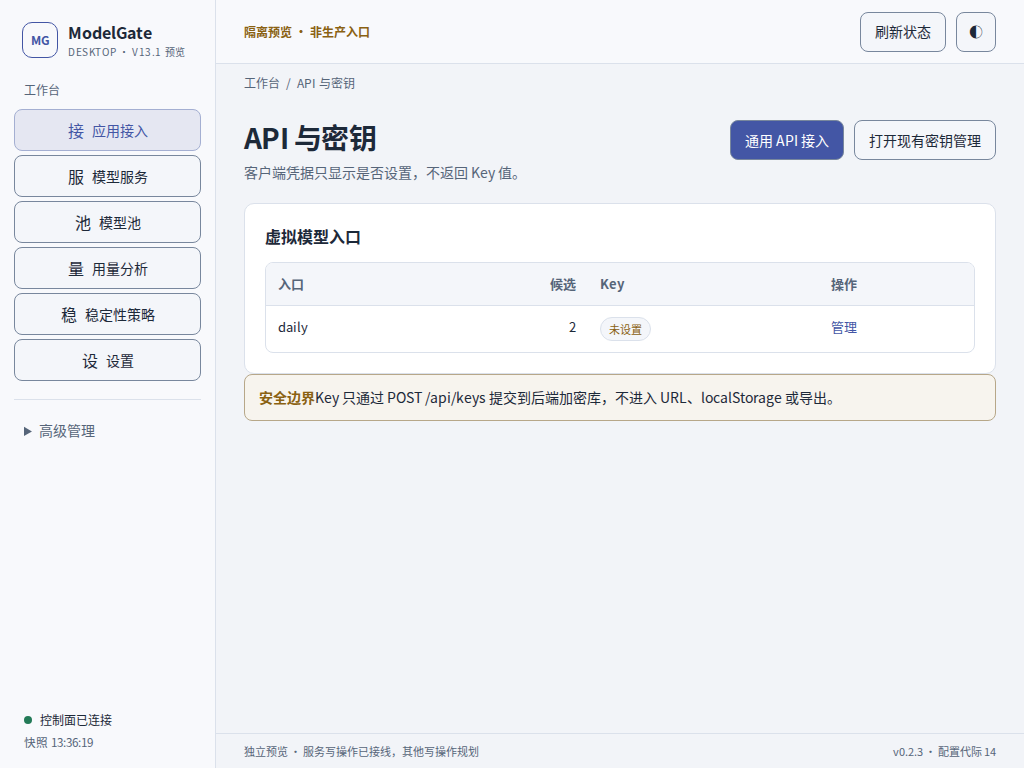 MG
ModelGate
DESKTOP · V13.1 预览
工作台
接 应用接入
服 模型服务
池 模型池
量 用量分析
稳 稳定性策略
设 设置
▶ 高级管理
控制面已连接
快照 13:36:19
隔离预览 · 非生产入口
刷新状态
工作台 / API 与密钥
API 与密钥
客户端凭据只显示是否设置，不返回 Key 值。
通用 API 接入
打开现有密钥管理
虚拟模型入口
入口 候选 Key 操作
daily 2 未设置 管理
安全边界Key 只通过 POST /api/keys 提交到后端加密库，不进入 URL、localStorage 或导出。
独立预览 · 服务写操作已接线，其他写操作规划
v0.2.3 · 配置代际 14